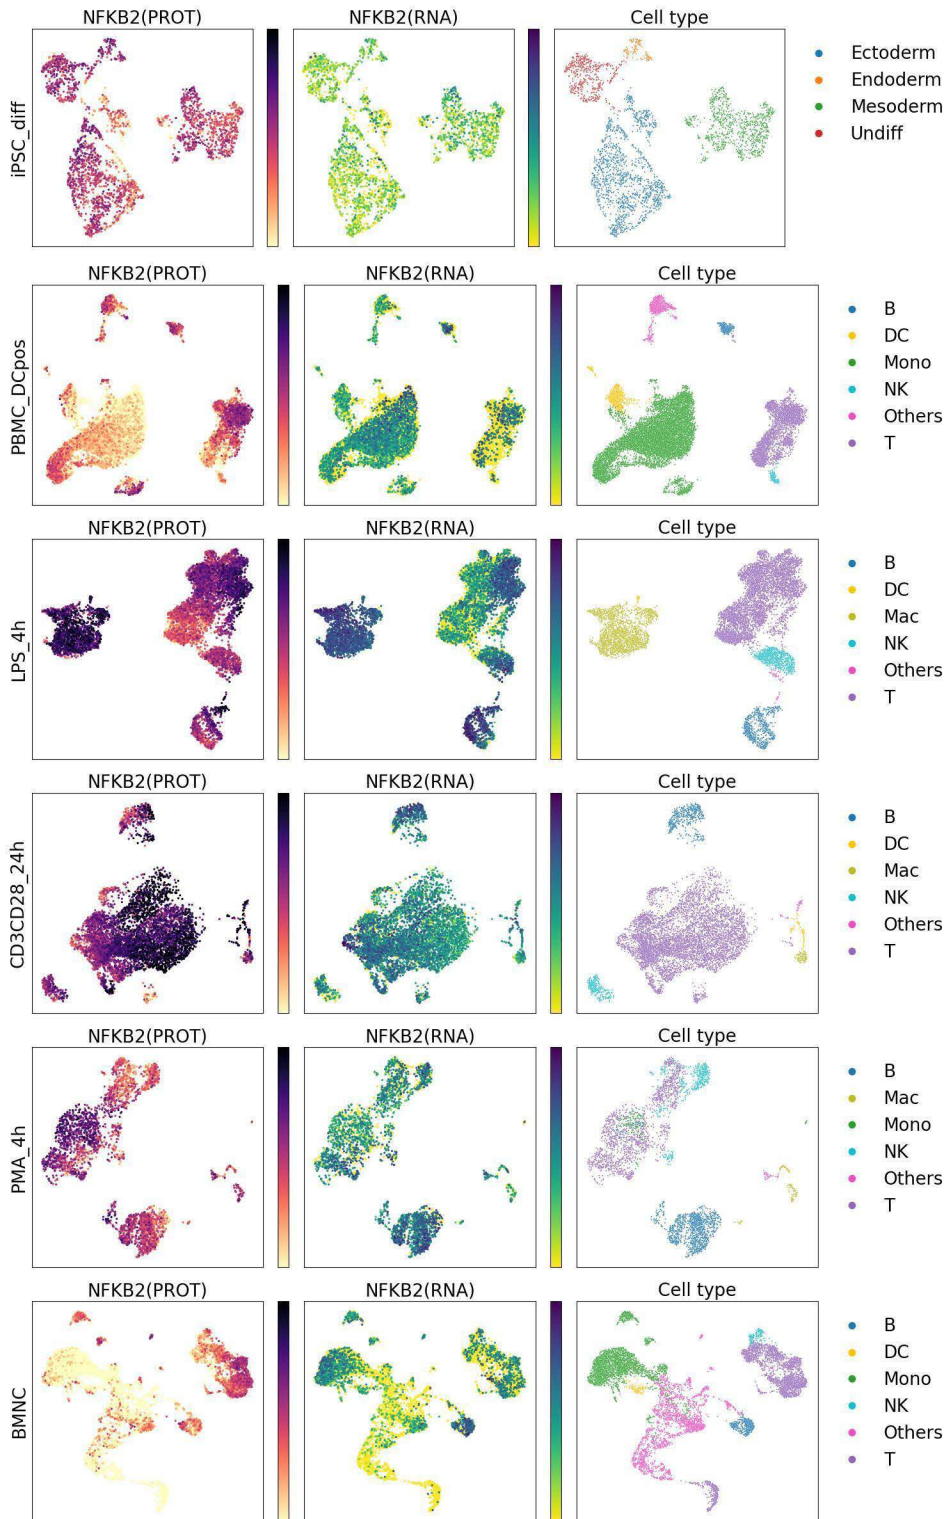 NFKB2(PROT) NFKB2(RNA) Cell type
iPSC_diff
Ectoderm
Endoderm
Mesoderm
Undiff
NFKB2(PROT) NFKB2(RNA) Cell type
PBMC_DCpos
B
DC
Mono
NK
Others
T
NFKB2(PROT) NFKB2(RNA) Cell type
LPS_4h
B
DC
Mac
NK
Others
T
NFKB2(PROT) NFKB2(RNA) Cell type
CD3CD28_24h
B
DC
Mac
NK
Others
T
NFKB2(PROT) NFKB2(RNA) Cell type
PMA_4h
B
Mac
Mono
NK
Others
T
NFKB2(PROT) NFKB2(RNA) Cell type
BMNC
B
DC
Mono
NK
Others
T